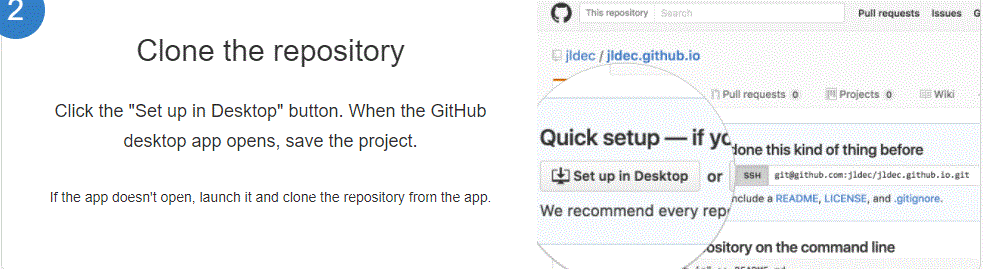 2
Clone the repository
Click the "Set up in Desktop" button. When the GitHub
desktop app opens, save the project.
If the app doesn't open, launch it and clone the repository from the app.
This repository Search Pull requests Issues G
jldec / jldec.github.io
Pull requests 0 Projects 0 Wiki
Quick setup — if yo
done this kind of thing before
Set up in Desktop or SSH git@github.com:jldec/jldec.github.io.git
We recommend every rep
include a README, LICENSE, and .gitignore.
ository on the command line